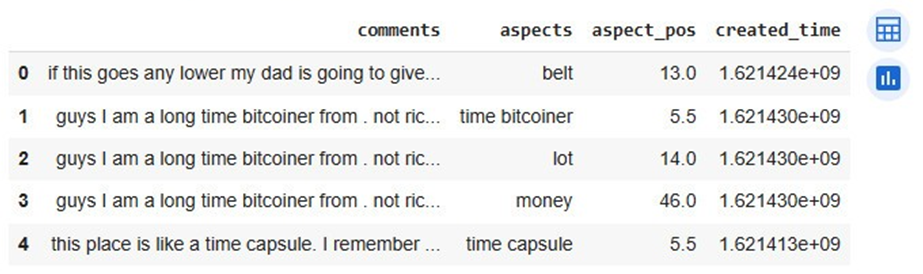 comments aspects aspect_pos created_time
0 if this goes any lower my dad is going to give... belt 13.0 1.621424e+09
1 guys I am a long time bitcoiner from . not ric... time bitcoiner 5.5 1.621430e+09
2 guys I am a long time bitcoiner from . not ric... lot 14.0 1.621430e+09
3 guys I am a long time bitcoiner from . not ric... money 46.0 1.621430e+09
4 this place is like a time capsule. I remember ... time capsule 5.5 1.621413e+09